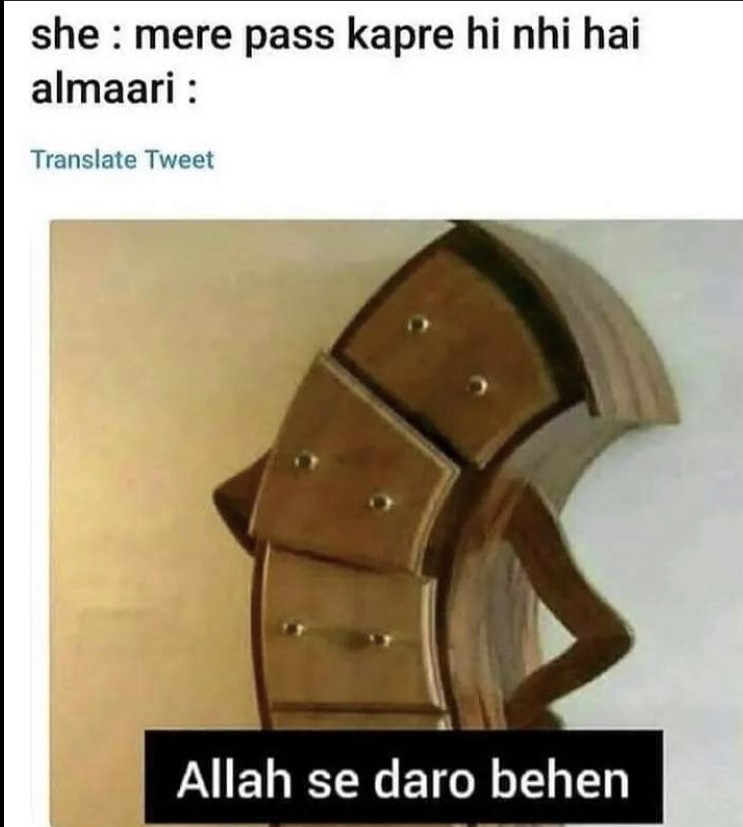 she : mere pass kapre hi nhi hai
almaari :
Translate Tweet
Allah se daro behen